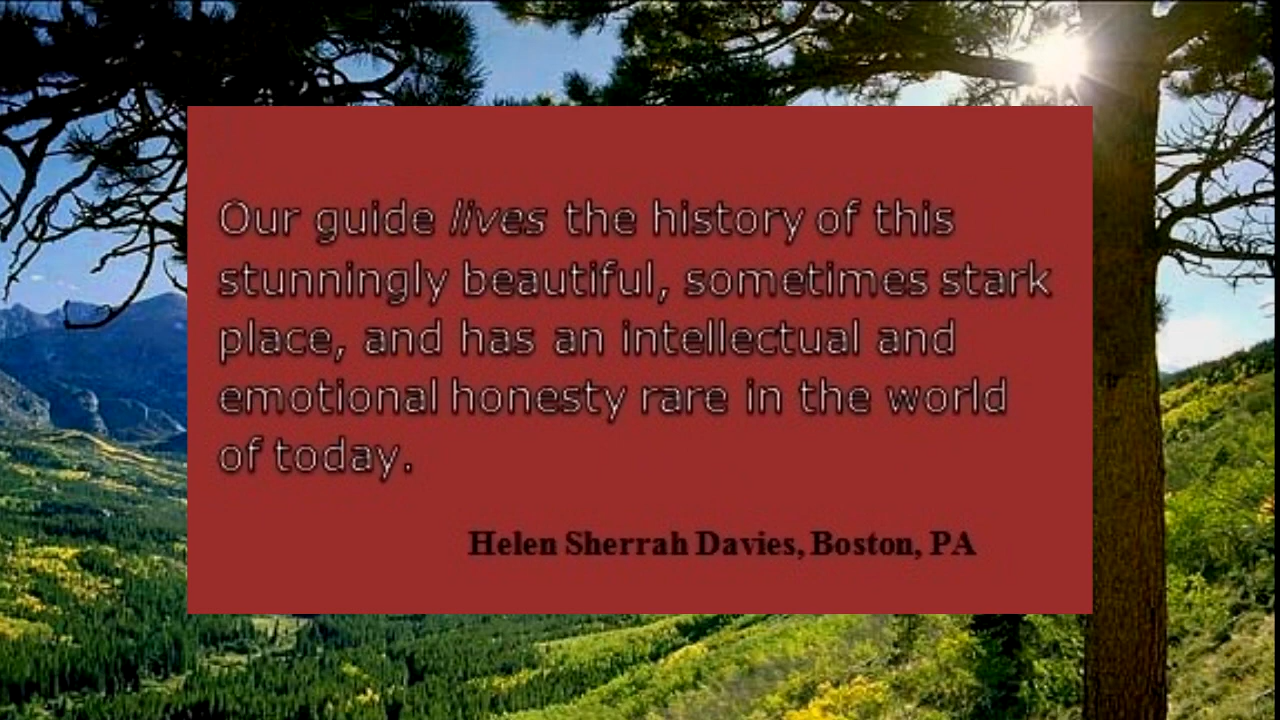 Our guide lives the history of this
stunningly beautiful, sometimes stark
place, and has an intellectual and
emotional honesty rare in the world
of today.
Helen Sherrah Davies, Boston, PA